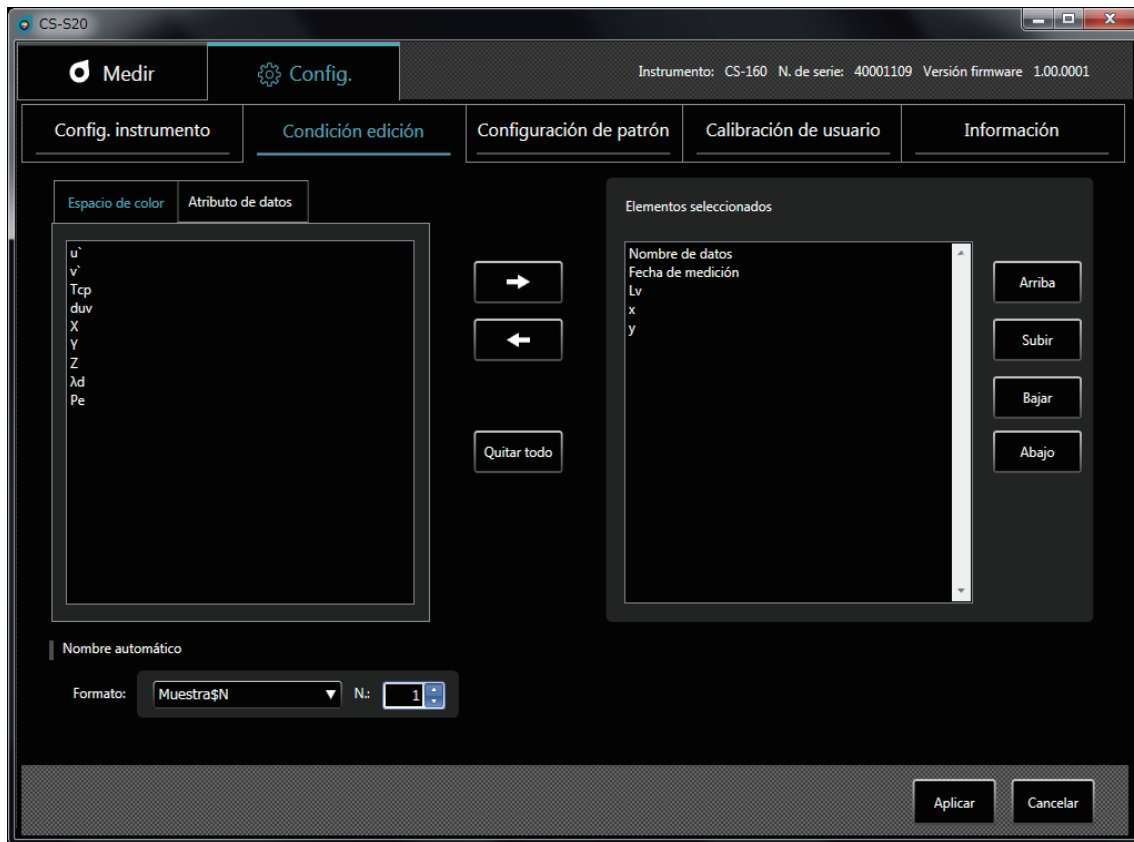 CS-S20
Medir
Config.
Instrumento: CS-160 N. de serie: 40001109 Versión firmware 1.00.0001
Config. instrumento
Condición edición
Configuración de patrón
Calibración de usuario
Información
Espacio de color
Atributo de datos
u`
v`
Tcp
duv
X
Y
Z
λd
Pe
Quitar todo
Elementos seleccionados
Nombre de datos
Fecha de medición
Lv
x
y
Arriba
Subir
Bajar
Abajo
Nombre automático
Formato: Muestra$N N.: 1
Aplicar
Cancelar